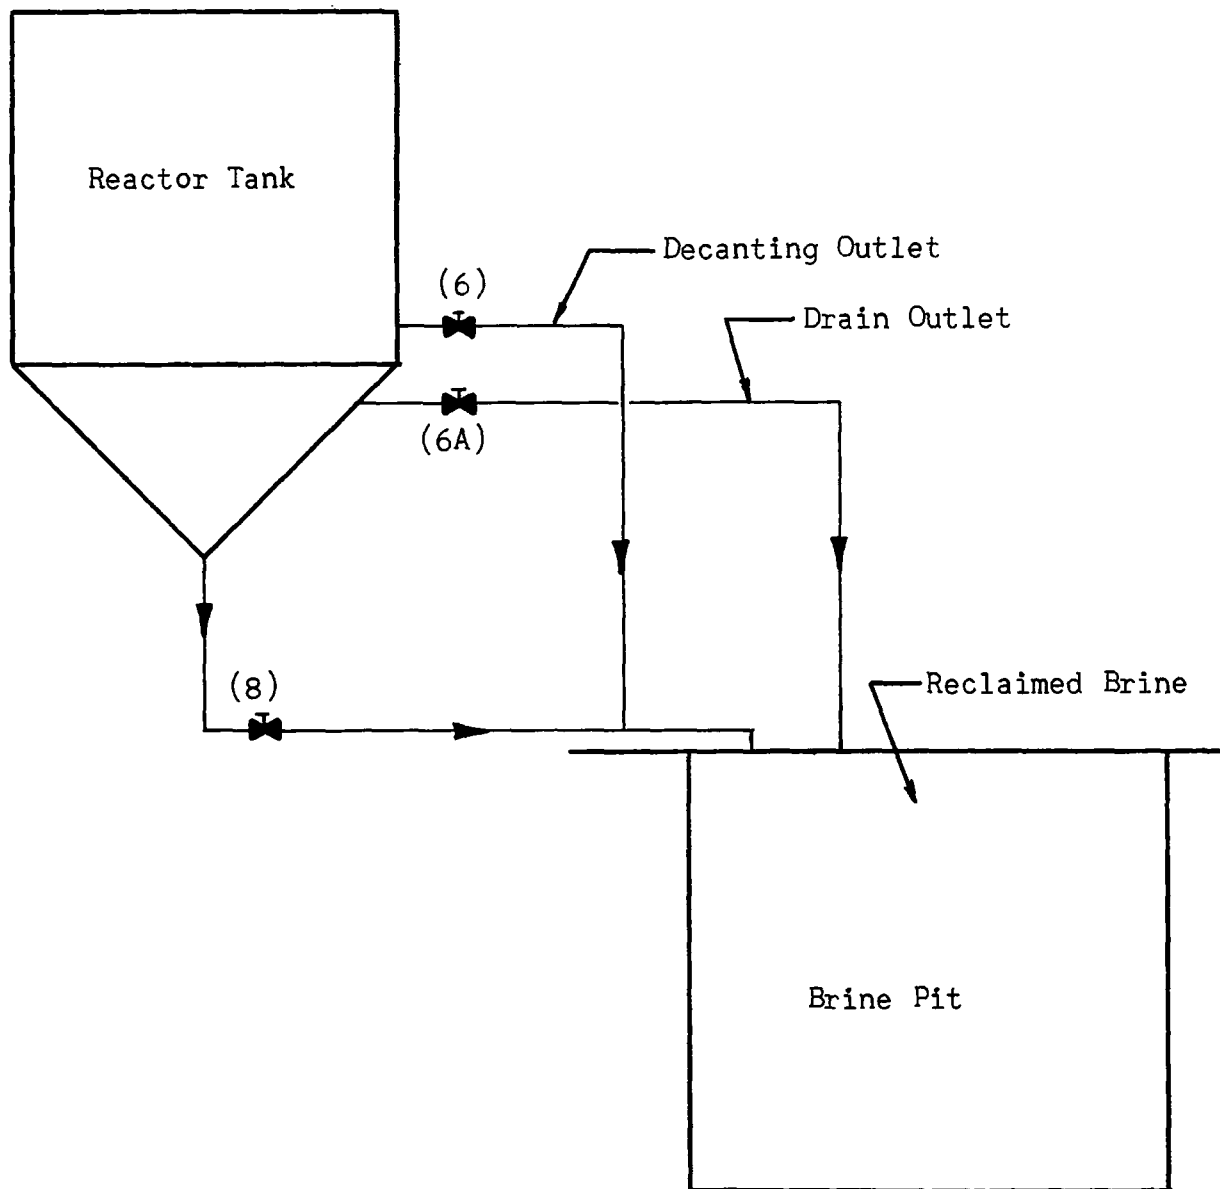 Reactor Tank
Decanting Outlet
(6)
Drain Outlet
(6A)
(8)
Reclaimed Brine
Brine Pit